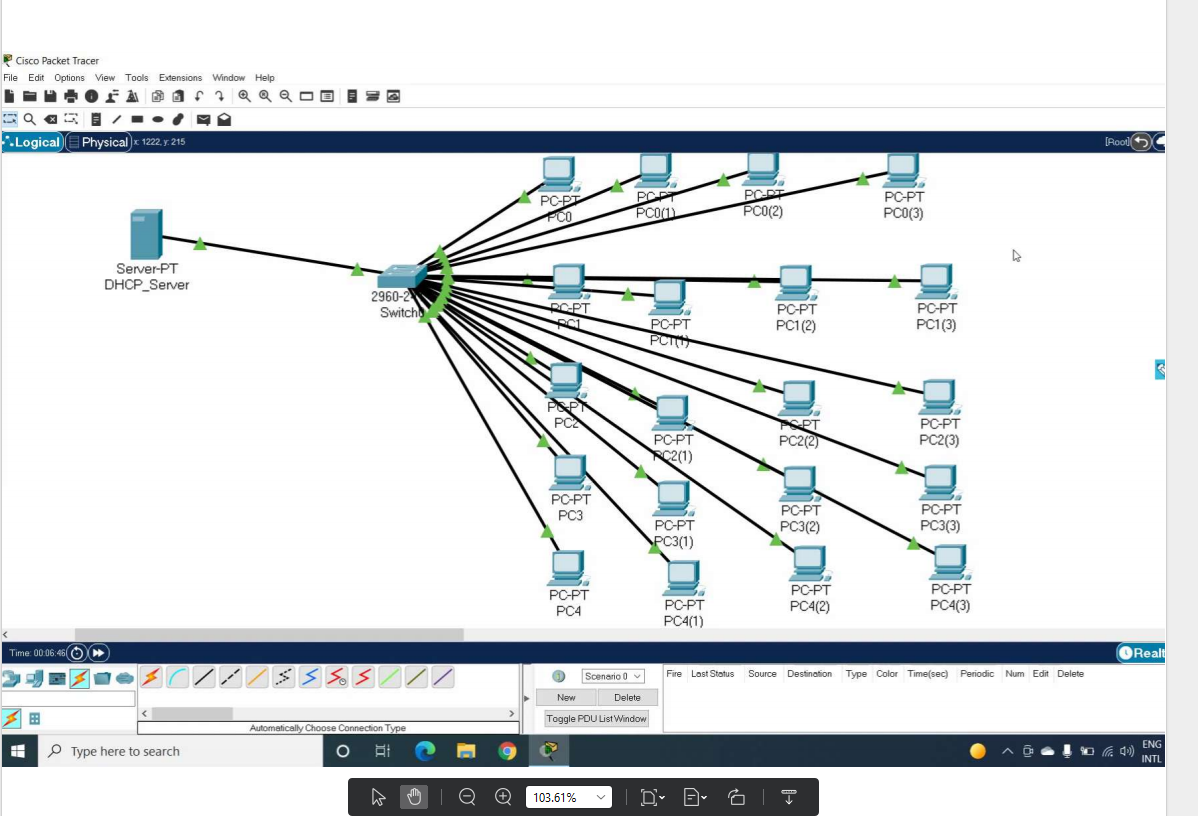 Cisco Packet Tracer
File Edit Options View Tools Extensions Window Help
Logical Physical x: 1222, y: 215 [Root]
PC-PT PC-PT PC-PT PC-PT
PC0 PC0(1) PC0(2) PC0(3)
Server-PT
DHCP_Server
2960-2
Switch
PC-PT PC-PT PC-PT PC-PT
PC1 PC1(1) PC1(2) PC1(3)
PC-PT PC-PT PC-PT PC-PT
PC2 PC2(1) PC2(2) PC2(3)
PC-PT PC-PT PC-PT PC-PT
PC3 PC3(1) PC3(2) PC3(3)
PC-PT PC-PT PC-PT PC-PT
PC4 PC4(1) PC4(2) PC4(3)
Time: 00:06:46 Realt
Scenario 0
Fire Last Status Source Destination Type Color Time(sec) Periodic Num Edit Delete
New Delete
Toggle PDU List Window
Automatically Choose Connection Type
Type here to search
ENG
INTL
103.61%